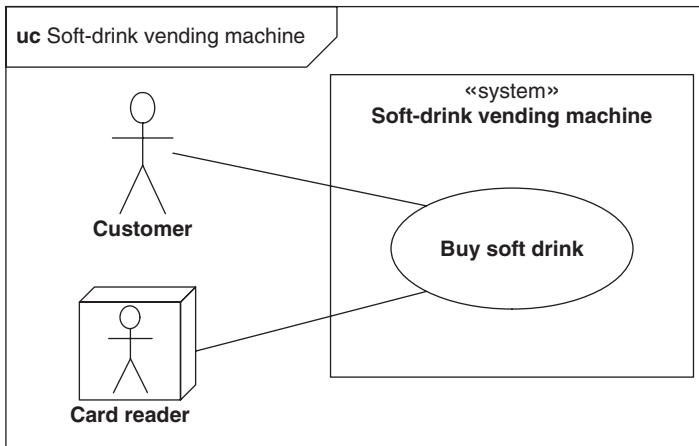 uc Soft-drink vending machine
«system»
Soft-drink vending machine
Customer
Buy soft drink
Card reader